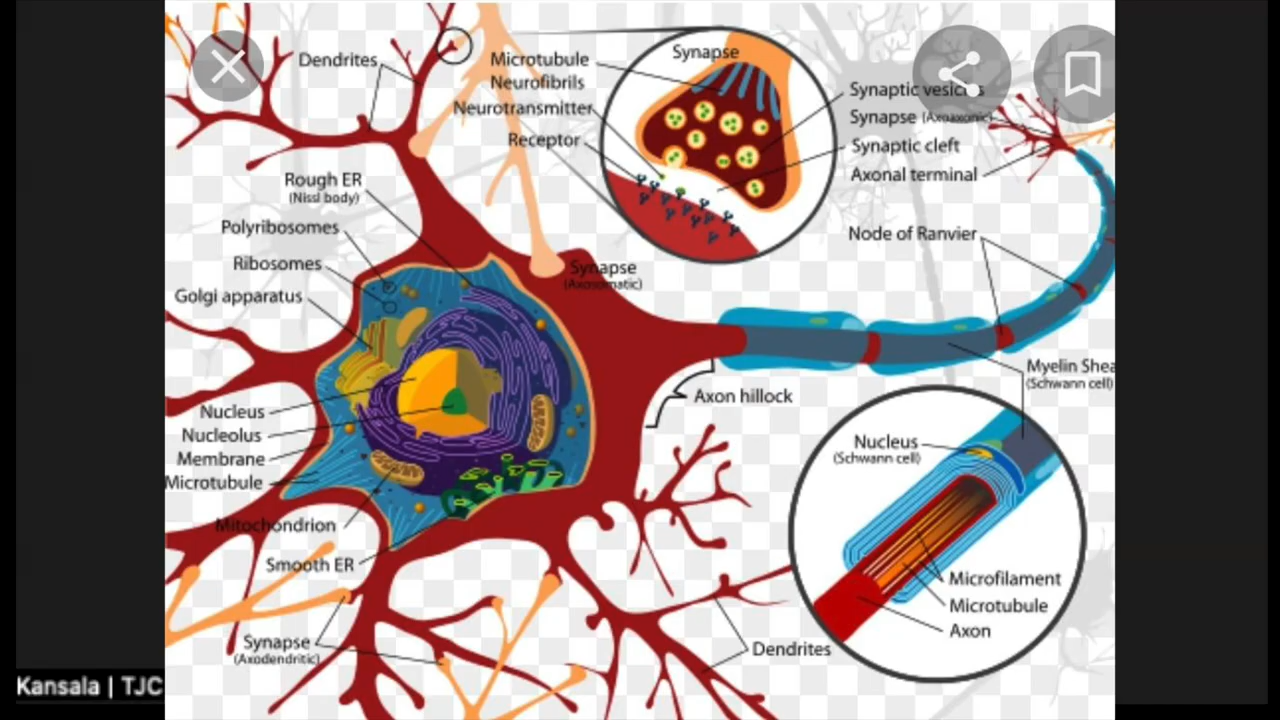 Dendrites
Microtubule
Neurofibrils
Neurotransmitter
Receptor
Synapse
Synaptic vesicles
Synapse (Axoaxonic)
Synaptic cleft
Axonal terminal
Rough ER
(Nissl body)
Polyribosomes
Ribosomes
Golgi apparatus
Synapse
(Axosomatic)
Node of Ranvier
Myelin Shea
(Schwann cell)
Axon hillock
Nucleus
Nucleolus
Membrane
Microtubule
Mitochondrion
Smooth ER
Synapse
(Axodendritic)
Dendrites
Nucleus
(Schwann cell)
Microfilament
Microtubule
Axon
Kansala | TJC